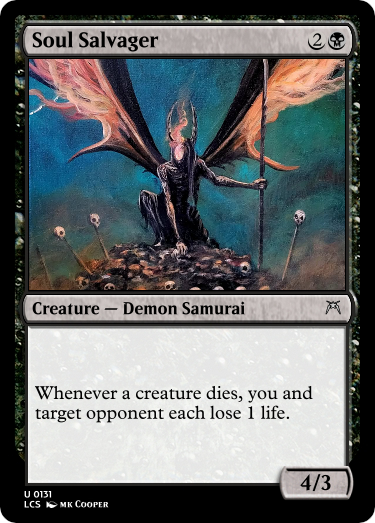 Soul Salvager 2
Creature — Demon Samurai
Whenever a creature dies, you and
target opponent each lose 1 life.
4/3
U 0131
LCS MK COOPER